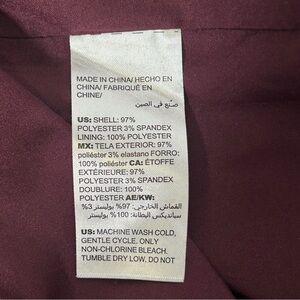 MADE IN CHINA/ HECHO EN
CHINA/ FABRIQUÉ EN
CHINE/
صنع في الصين
US: SHELL: 97%
POLYESTER 3% SPANDEX
LINING: 100% POLYESTER
MX: TELA EXTERIOR: 97%
poliéster 3% elastano FORRO:
100% poliéster CA: ÉTOFFE
EXTÉRIEURE: 97%
POLYESTER 3% SPANDEX
DOUBLURE: 100%
POLYESTER AE/KW:
القماش الخارجي: 97% بوليستر 3%
سبانديكس البطانة: 100% بوليستر
US: MACHINE WASH COLD,
GENTLE CYCLE. ONLY
NON-CHLORINE BLEACH.
TUMBLE DRY LOW. DO NOT